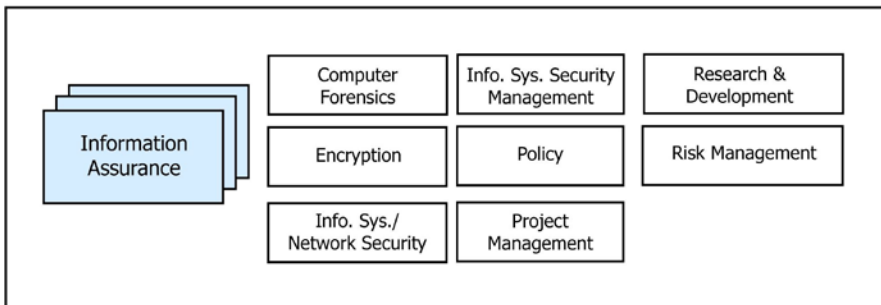 Information
Assurance
Computer
Forensics
Info. Sys. Security
Management
Research &
Development
Encryption
Policy
Risk Management
Info. Sys./
Network Security
Project
Management